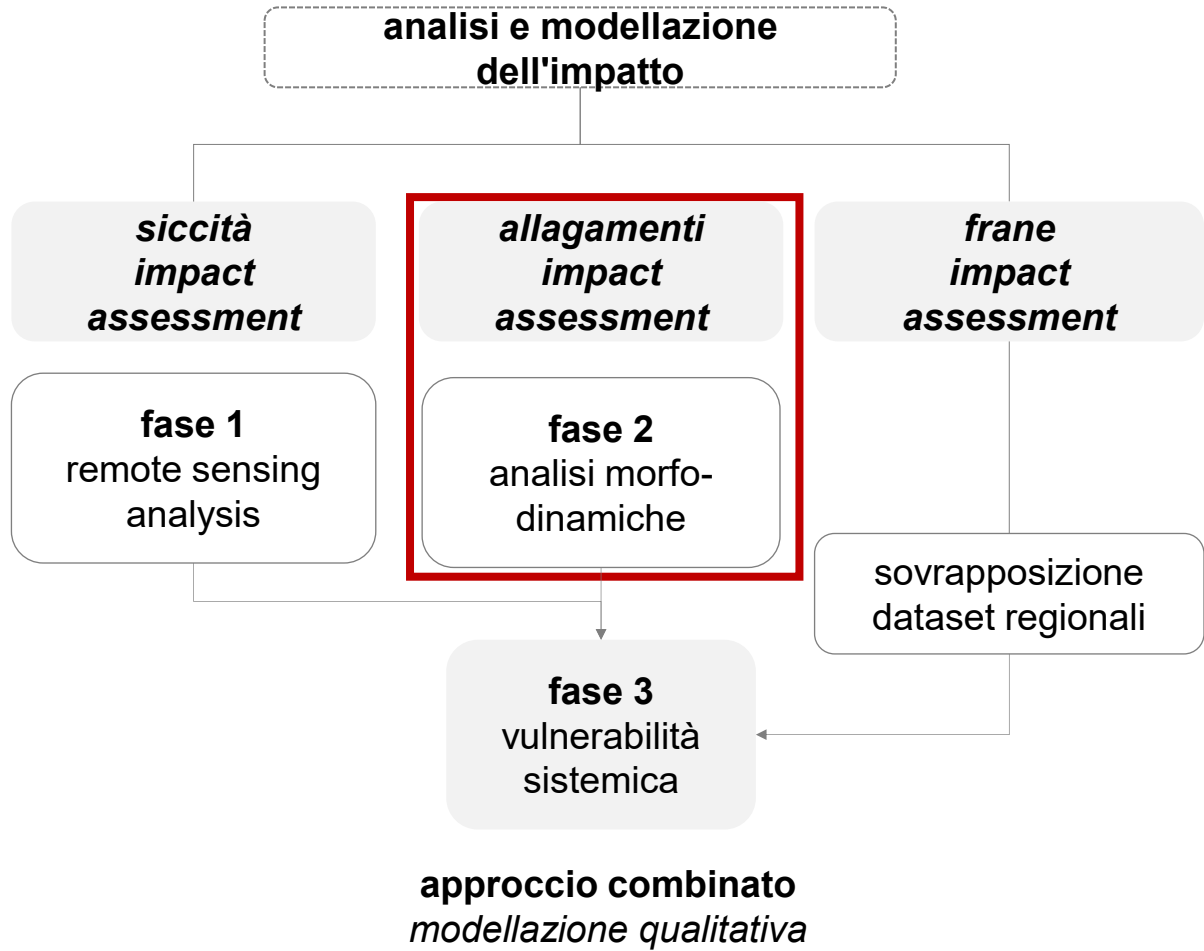 analisi e modellazione
dell'impatto
siccità
impact
assessment
allagamenti
impact
assessment
frane
impact
assessment
fase 1
remote sensing
analysis
fase 2
analisi morfo-
dinamiche
sovrapposizione
dataset regionali
fase 3
vulnerabilità
sistemica
approccio combinato
modellazione qualitativa